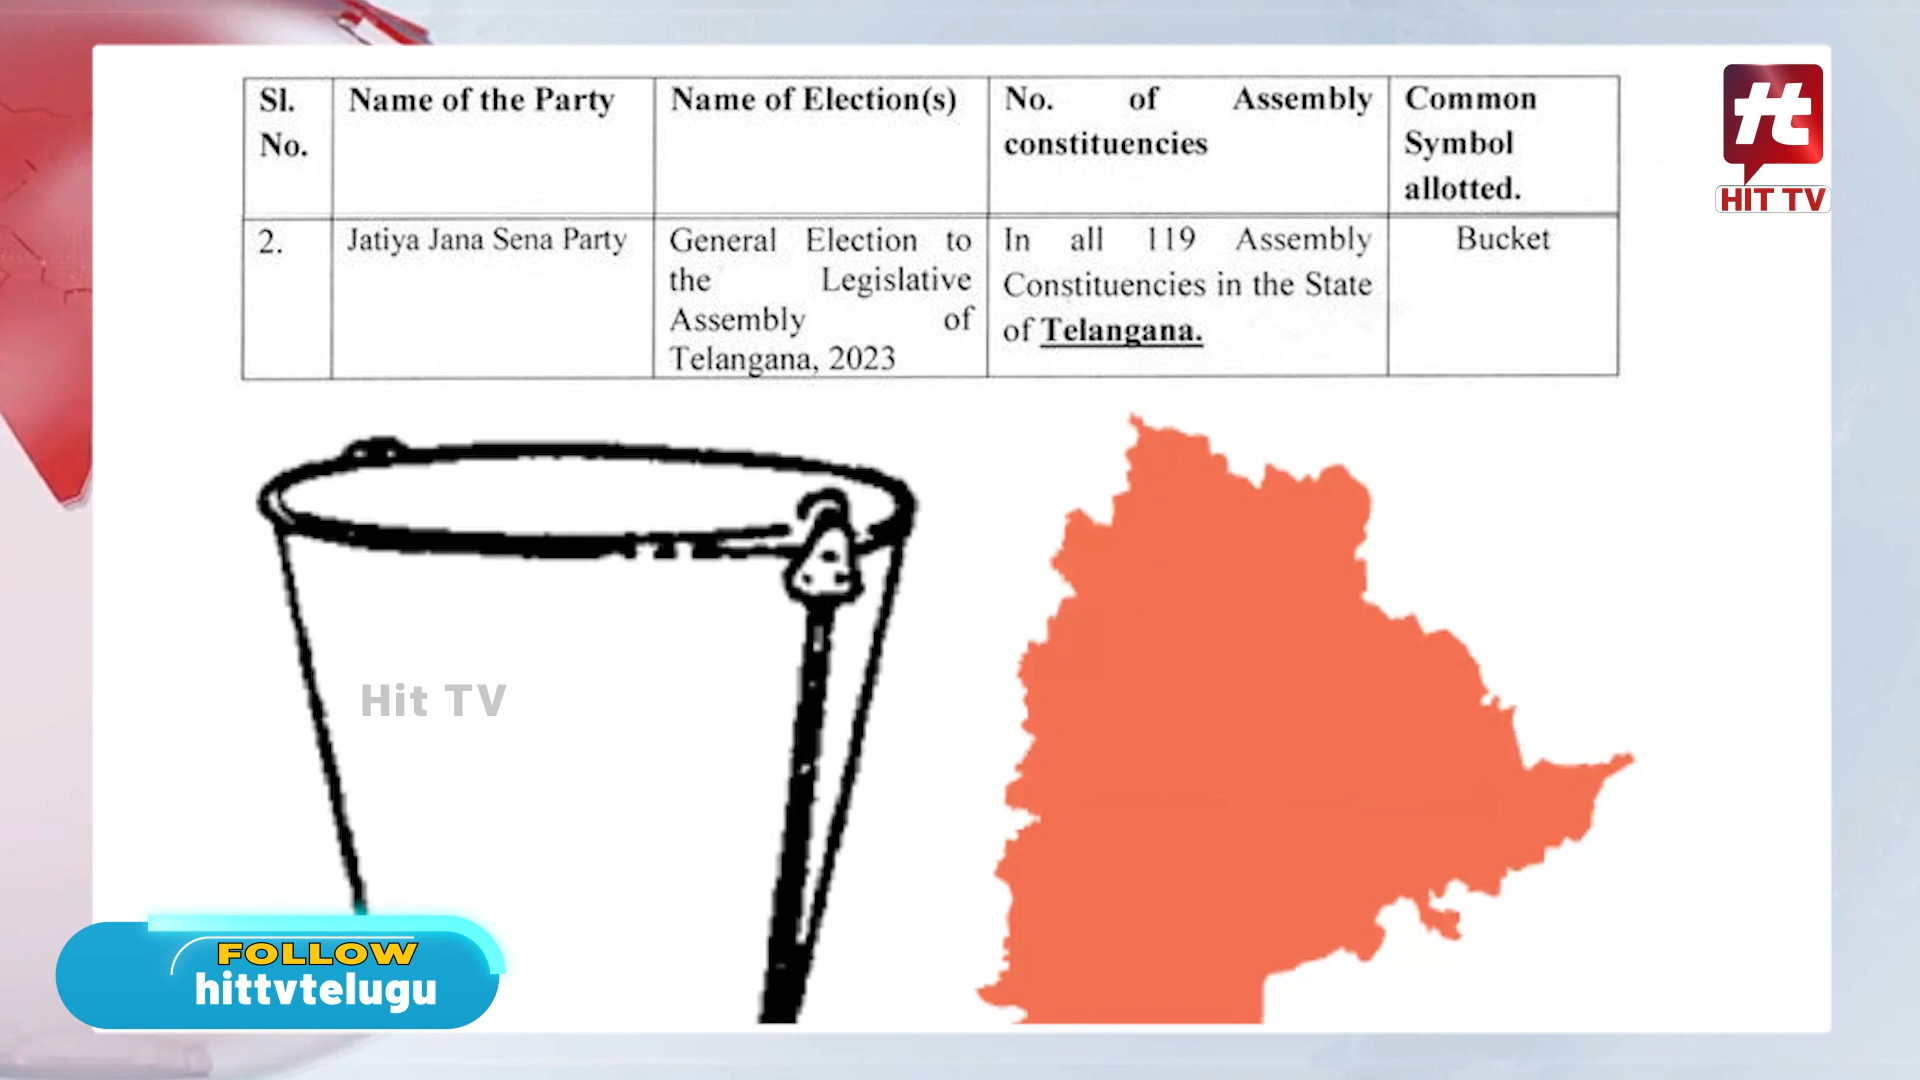 Sl.
No.
Name of the Party
Name of Election(s)
No. of Assembly
constituencies
Common
Symbol
allotted.
2.
Jatiya Jana Sena Party
General Election to
the Legislative
Assembly of
Telangana, 2023
In all 119 Assembly
Constituencies in the State
of Telangana.
Bucket
HIT TV
Hit TV
FOLLOW
hittvtelugu